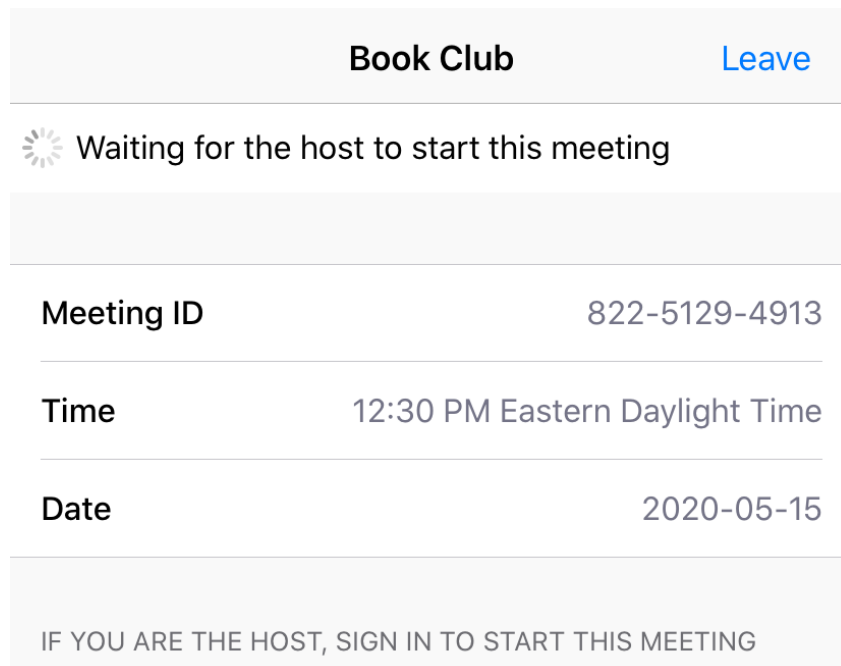 Book Club Leave
Waiting for the host to start this meeting
Meeting ID 822-5129-4913
Time 12:30 PM Eastern Daylight Time
Date 2020-05-15
IF YOU ARE THE HOST, SIGN IN TO START THIS MEETING